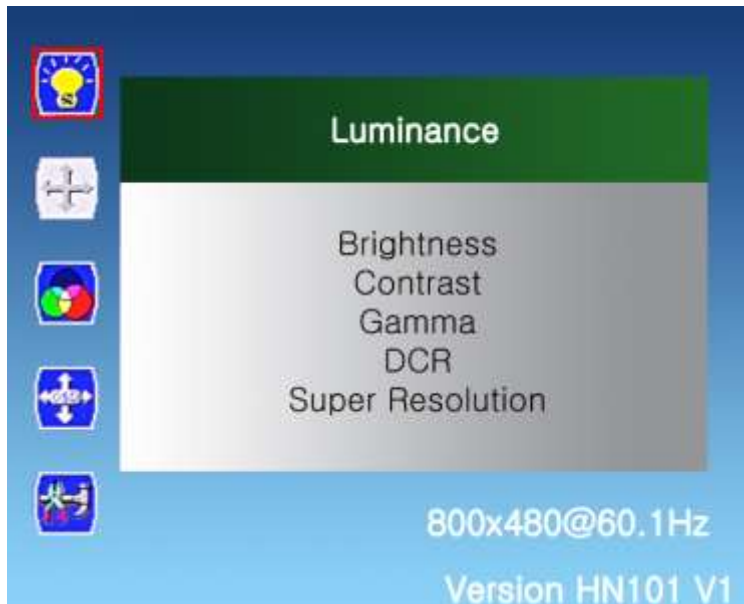 Luminance
Brightness
Contrast
Gamma
DCR
Super Resolution
800x480@60.1Hz
Version HN101 V1